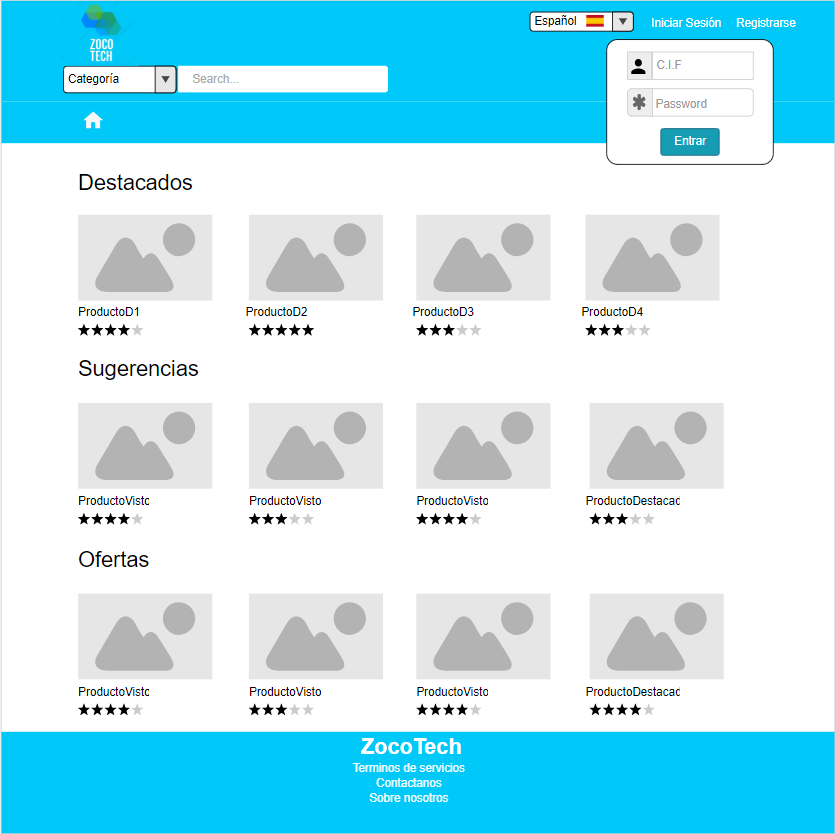 ZOCO
TECH
Español
Iniciar Sesión
Registrarse
Categoría
Search...
C.I.F
Password
Entrar
Destacados
ProductoD1
ProductoD2
ProductoD3
ProductoD4
Sugerencias
ProductoVisto
ProductoVisto
ProductoVisto
ProductoDestacad
Ofertas
ProductoVisto
ProductoVisto
ProductoVisto
ProductoDestacad
ZocoTech
Terminos de servicios
Contactanos
Sobre nosotros